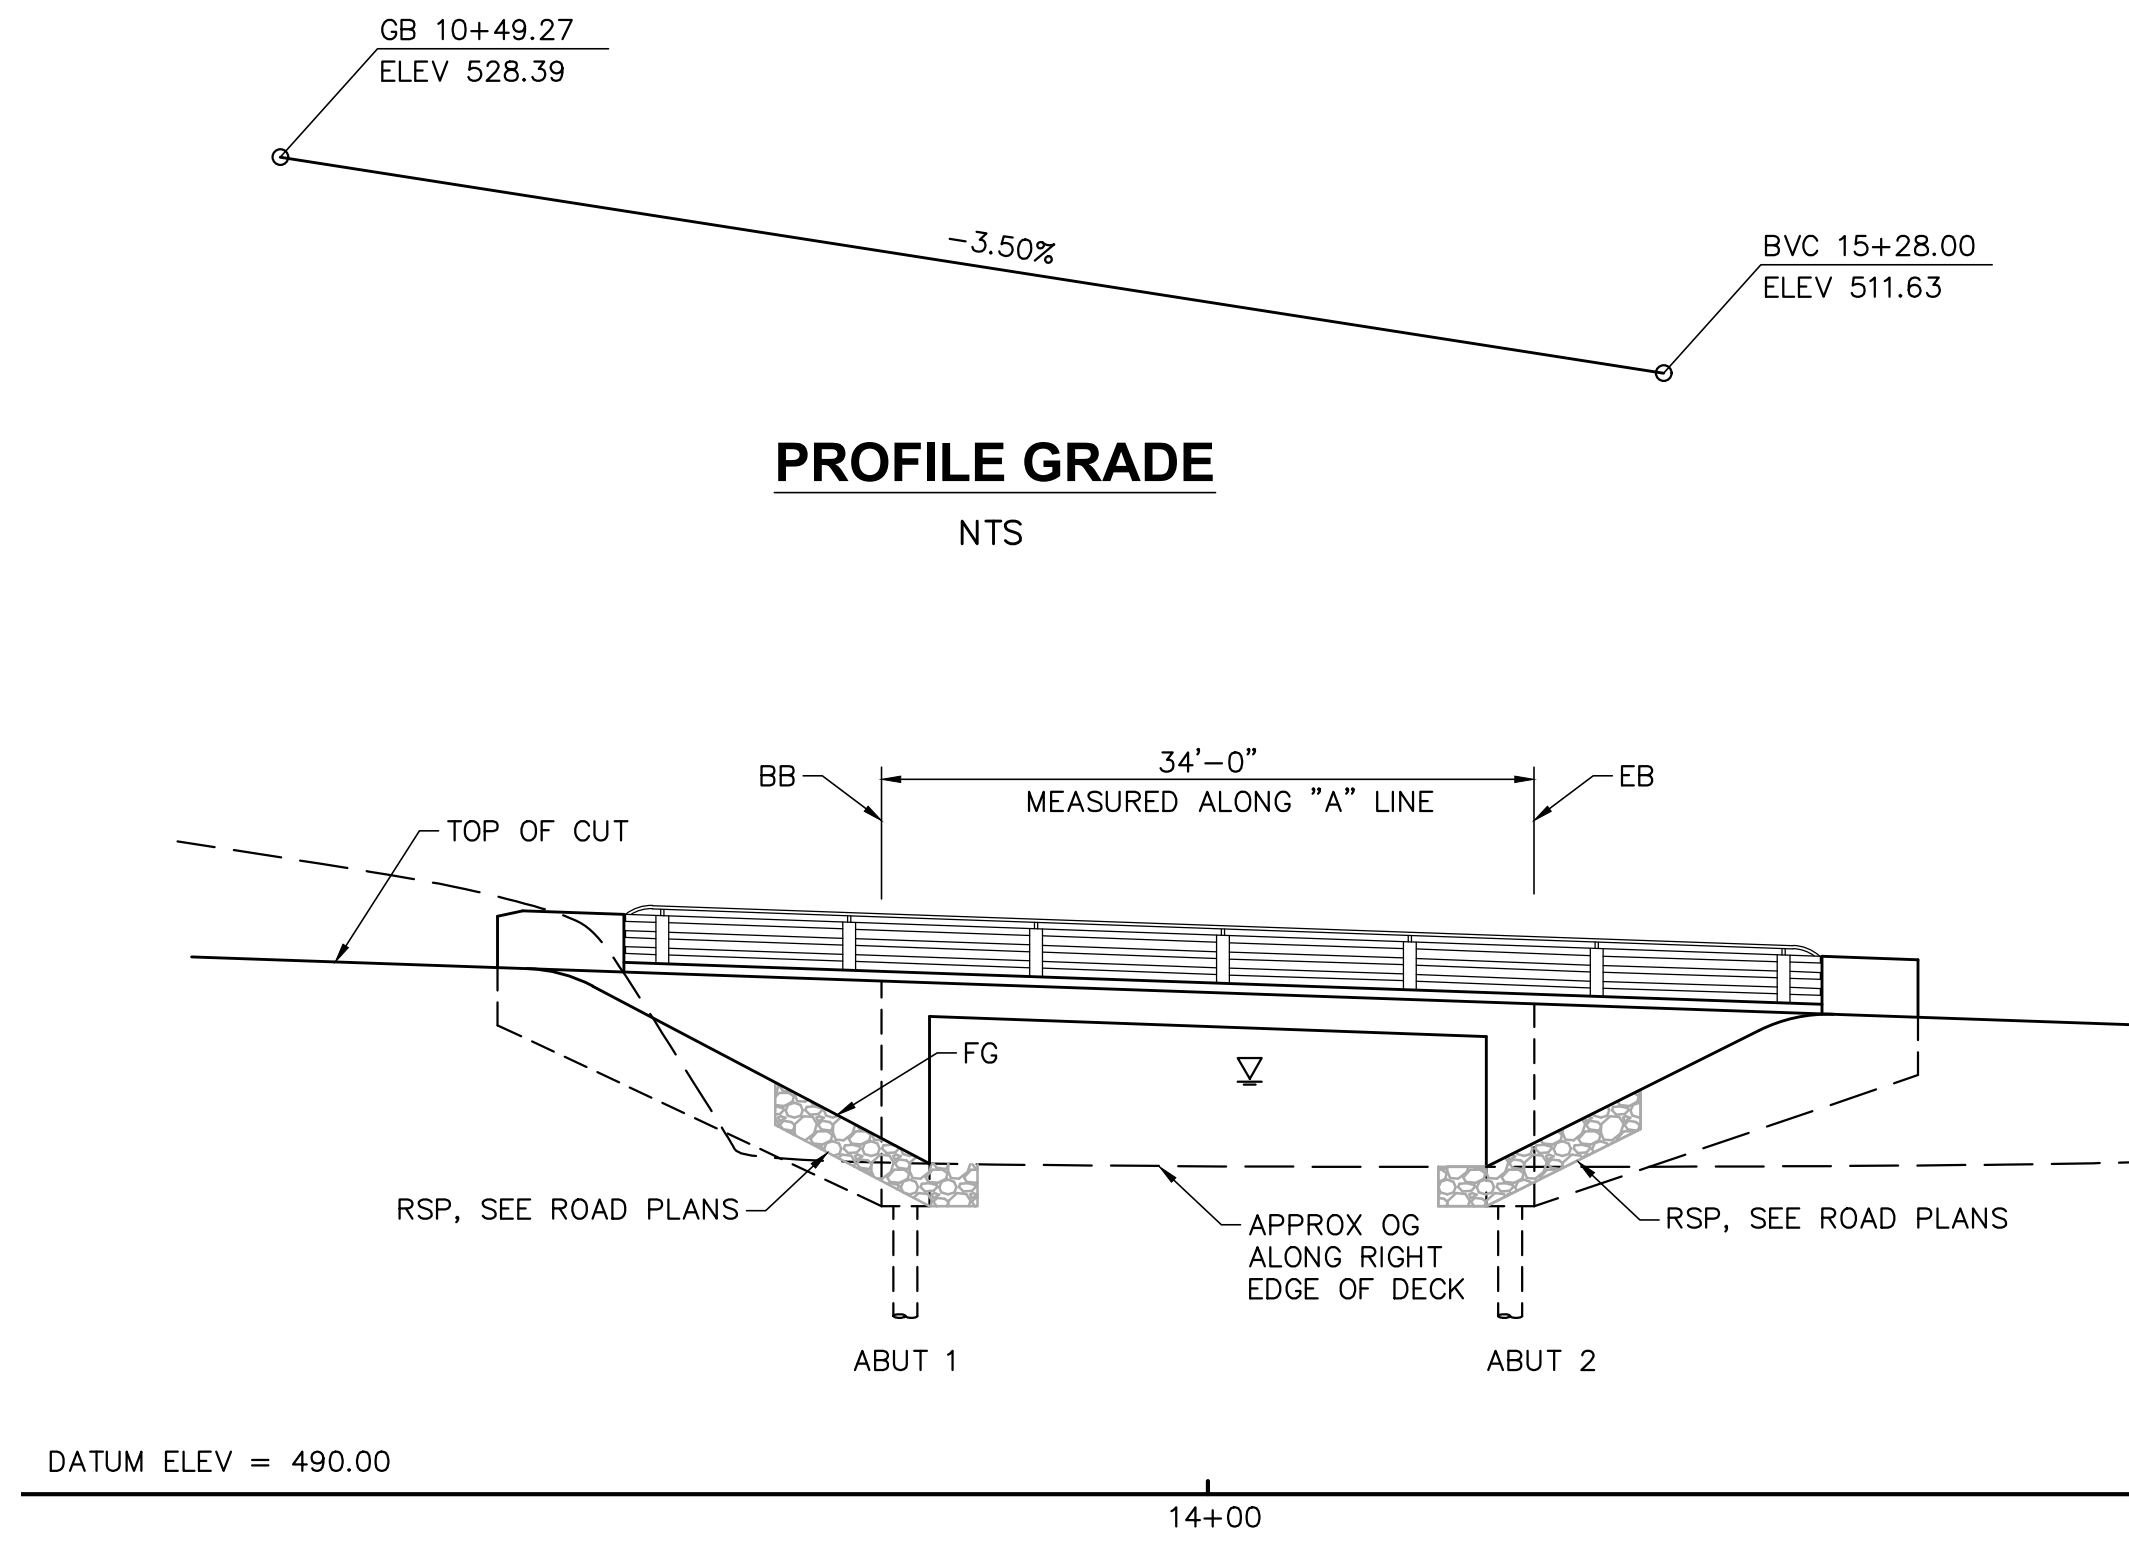 GB 10+49.27
ELEV 528.39
-3.50%
BVC 15+28.00
ELEV 511.63
PROFILE GRADE
NTS
34'-0"
BB
EB
MEASURED ALONG "A" LINE
TOP OF CUT
FG
RSP, SEE ROAD PLANS
APPROX OG
ALONG RIGHT
EDGE OF DECK
RSP, SEE ROAD PLANS
ABUT 1
ABUT 2
DATUM ELEV = 490.00
14+00